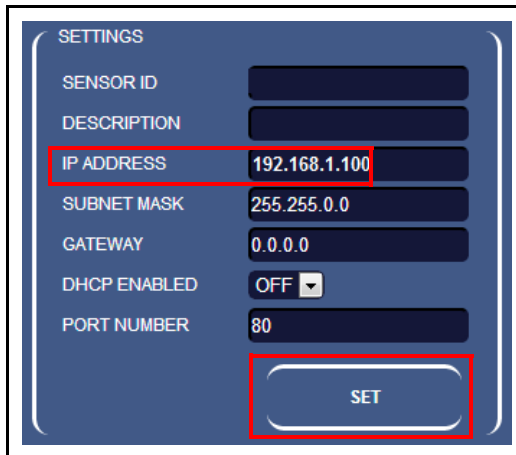 SETTINGS
SENSOR ID
DESCRIPTION
IP ADDRESS 192.168.1.100
SUBNET MASK 255.255.0.0
GATEWAY 0.0.0.0
DHCP ENABLED OFF
PORT NUMBER 80
SET